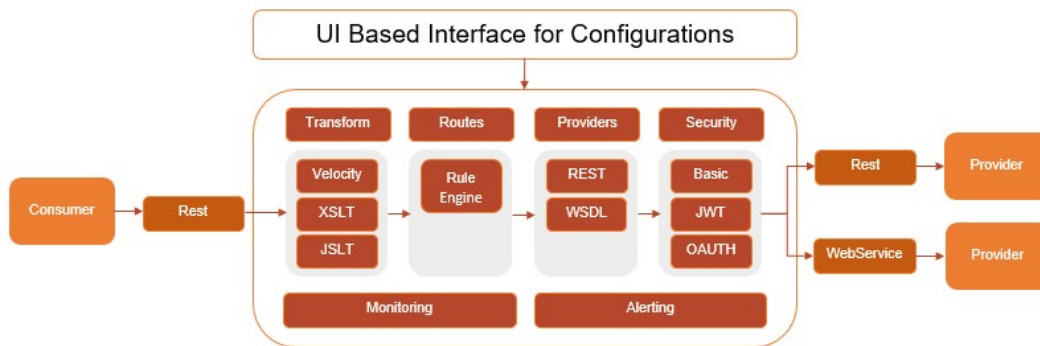 UI Based Interface for Configurations
Transform
Routes
Providers
Security
Consumer
Rest
Velocity
XSLT
JSLT
Rule
Engine
REST
WSDL
Basic
JWT
OAUTH
Rest
Provider
WebService
Provider
Monitoring
Alerting